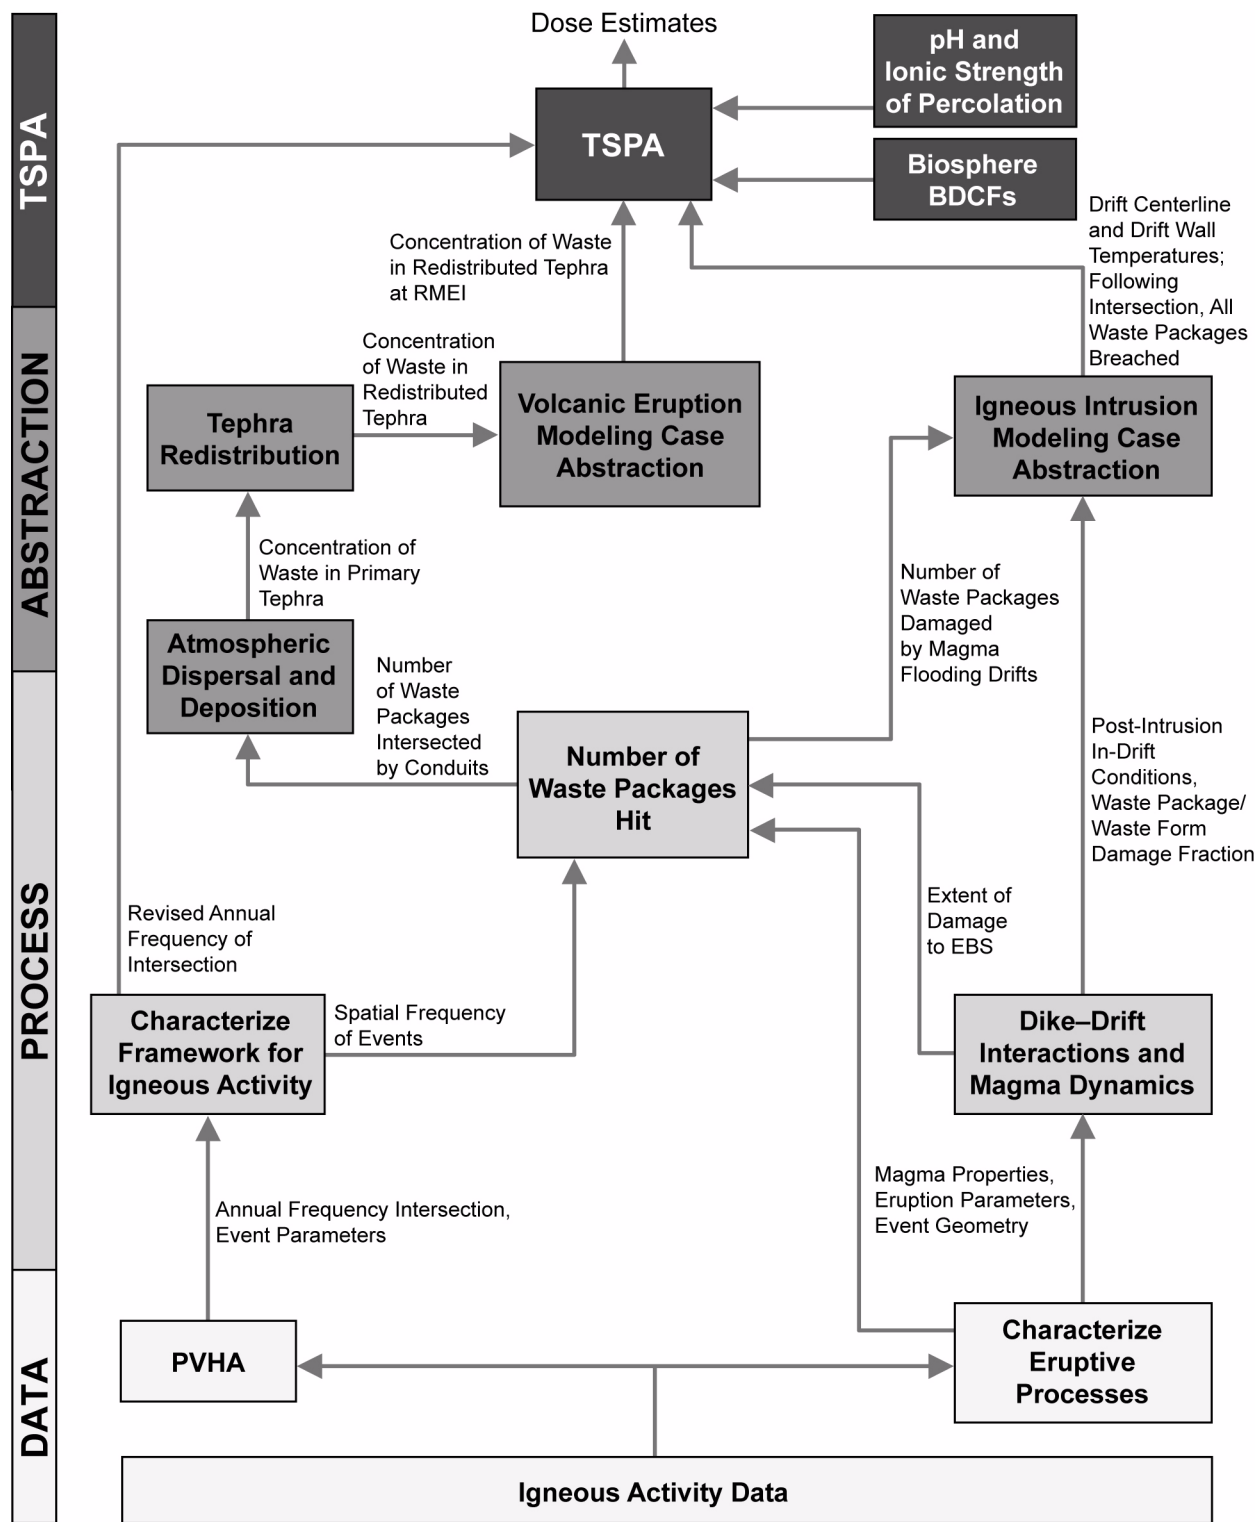 Dose Estimates
pH and
Ionic Strength
of Percolation
TSPA
TSPA
Biosphere
BDCFs
Drift Centerline
and Drift Wall
Temperatures;
Following
Intersection, All
Waste Packages
Breached
Concentration of Waste
in Redistributed Tephra
at RMEI
ABSTRACTION
Concentration
of Waste in
Redistributed
Tephra
Tephra
Redistribution
Volcanic Eruption
Modeling Case
Abstraction
Igneous Intrusion
Modeling Case
Abstraction
Concentration of
Waste in Primary
Tephra
Number of
Waste Packages
Damaged
by Magma
Flooding Drifts
Atmospheric
Dispersal and
Deposition
Number
of Waste
Packages
Intersected
by Conduits
Number of
Waste Packages
Hit
Post-Intrusion
In-Drift
Conditions,
Waste Package/
Waste Form
Damage Fraction
PROCESS
Revised Annual
Frequency of
Intersection
Extent of
Damage
to EBS
Characterize
Framework for
Igneous Activity
Spatial Frequency
of Events
Dike–Drift
Interactions and
Magma Dynamics
Annual Frequency Intersection,
Event Parameters
Magma Properties,
Eruption Parameters,
Event Geometry
DATA
PVHA
Characterize
Eruptive
Processes
Igneous Activity Data